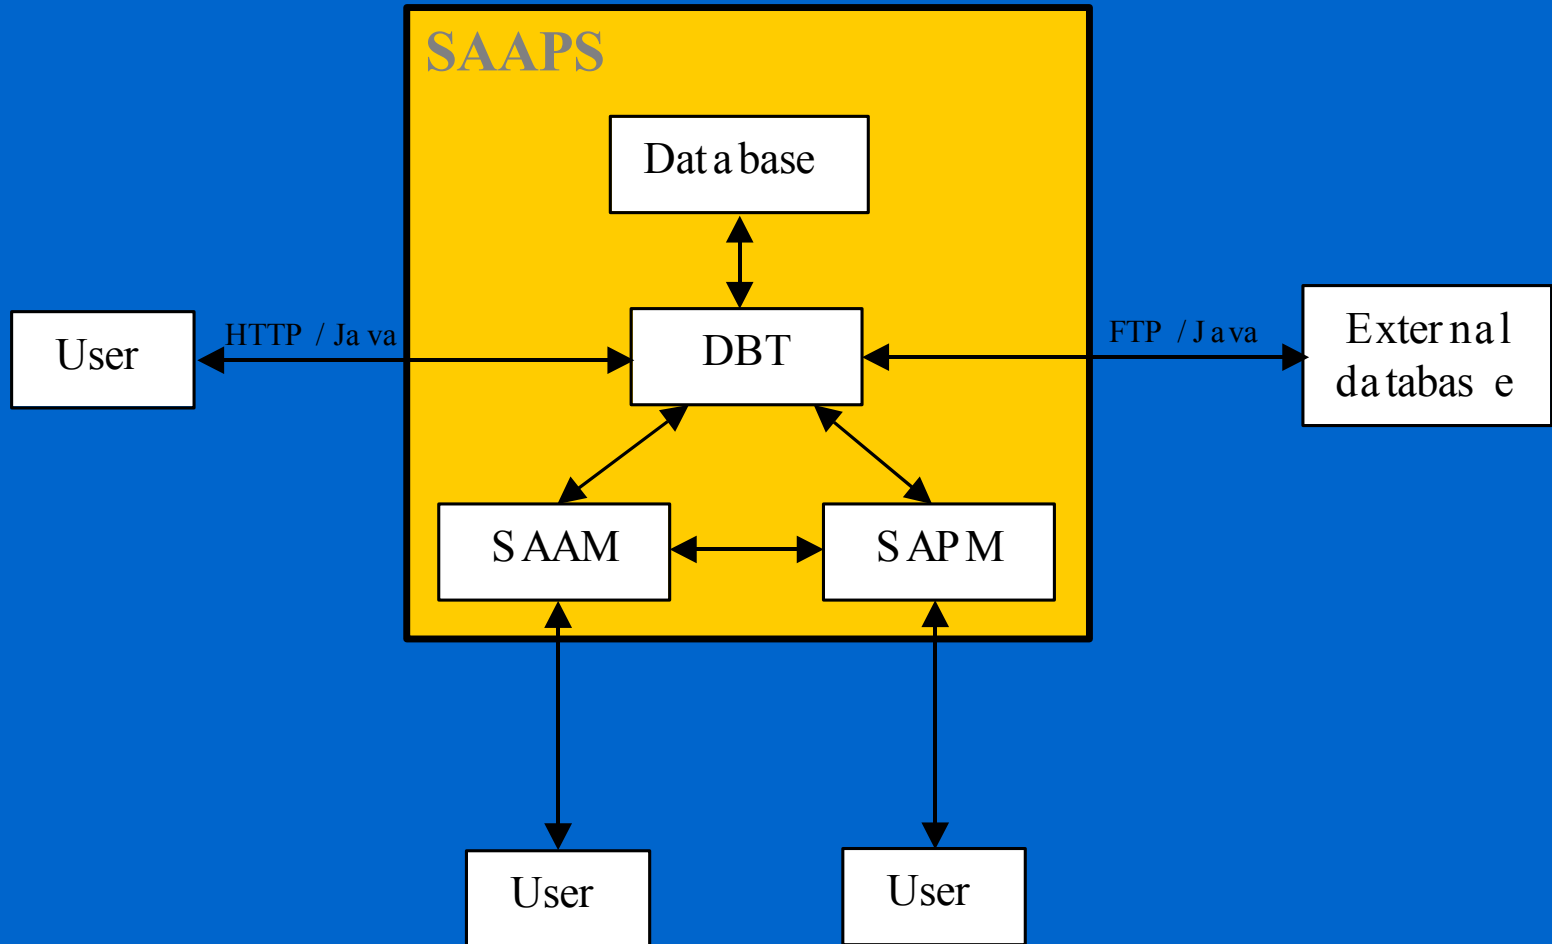 SAAPS
Database
User
HTTP / Java
DBT
FTP / Java
External
database
SAAM
SAPM
User
User